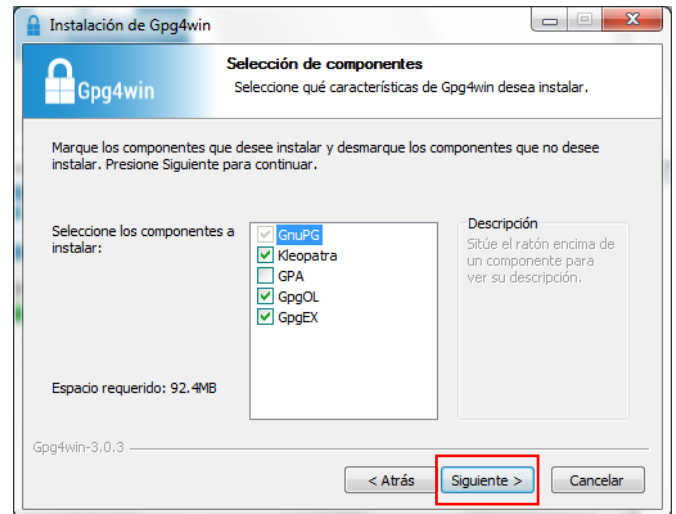 Instalación de Gpg4win
Gpg4win
Selección de componentes
Seleccione qué características de Gpg4win desea instalar.
Marque los componentes que desee instalar y desmarque los componentes que no desee
instalar. Presione Siguiente para continuar.
Seleccione los componentes a
instalar:
GnuPG
Kleopatra
GPA
GpgOL
GpgEX
Descripción
Sitúe el ratón encima de
un componente para
ver su descripción.
Espacio requerido: 92.4MB
Gpg4win-3.0.3
< Atrás
Siguiente >
Cancelar